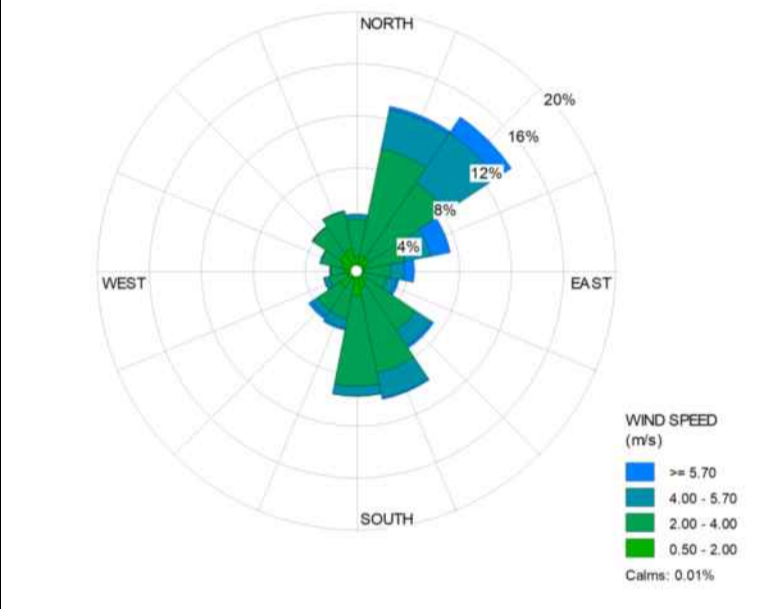 NORTH
20%
16%
12%
8%
4%
WEST
EAST
SOUTH
WIND SPEED
(m/s)
>= 5.70
4.00 - 5.70
2.00 - 4.00
0.50 - 2.00
Calms: 0.01%